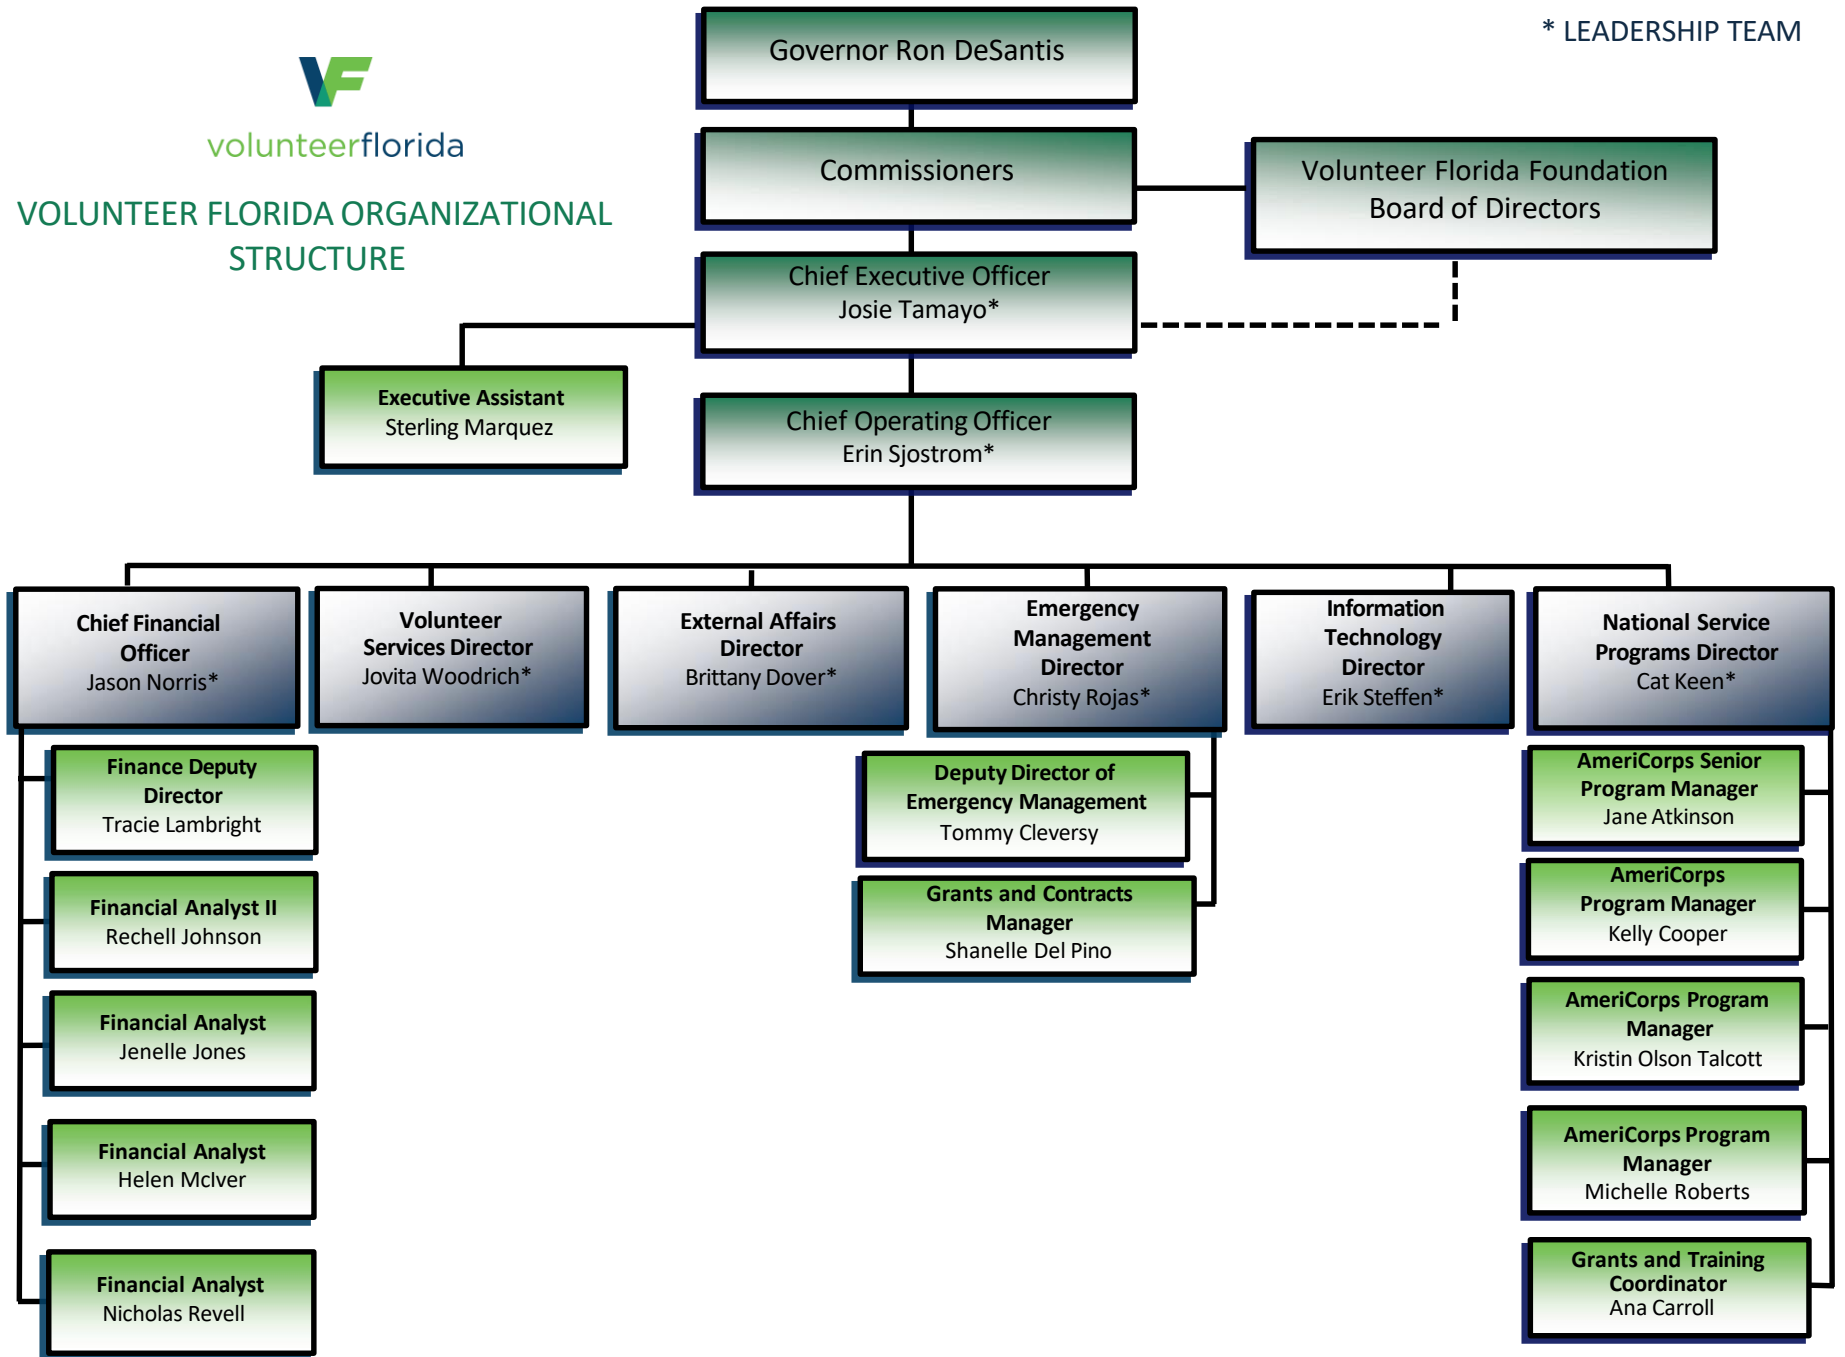 * LEADERSHIP TEAM
Governor Ron DeSantis
VF
volunteerflorida
VOLUNTEER FLORIDA ORGANIZATIONAL
STRUCTURE
Commissioners
Volunteer Florida Foundation
Board of Directors
Chief Executive Officer
Josie Tamayo*
Executive Assistant
Sterling Marquez
Chief Operating Officer
Erin Sjostrom*
Chief Financial
Officer
Jason Norris*
Volunteer
Services Director
Jovita Woodrich*
External Affairs
Director
Brittany Dover*
Emergency
Management
Director
Christy Rojas*
Information
Technology
Director
Erik Steffen*
National Service
Programs Director
Cat Keen*
Finance Deputy
Director
Tracie Lambright
Financial Analyst II
Rechell Johnson
Financial Analyst
Jenelle Jones
Financial Analyst
Helen McIver
Financial Analyst
Nicholas Revell
Deputy Director of
Emergency Management
Tommy Cleversy
Grants and Contracts
Manager
Shanelle Del Pino
AmeriCorps Senior
Program Manager
Jane Atkinson
AmeriCorps
Program Manager
Kelly Cooper
AmeriCorps Program
Manager
Kristin Olson Talcott
AmeriCorps Program
Manager
Michelle Roberts
Grants and Training
Coordinator
Ana Carroll